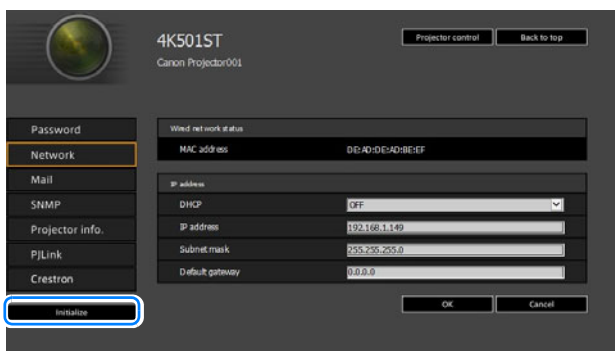 4K501ST
Canon Projector001
Projector control
Back to top
Password
Network
Mail
SNMP
Projector info.
PJLink
Crestron
Initialize
Wired network status
MAC address DE:AD:DE:AD:BE:EF
IP address
DHCP OFF
IP address 192.168.1.149
Subnet mask 255.255.255.0
Default gateway 0.0.0.0
OK
Cancel